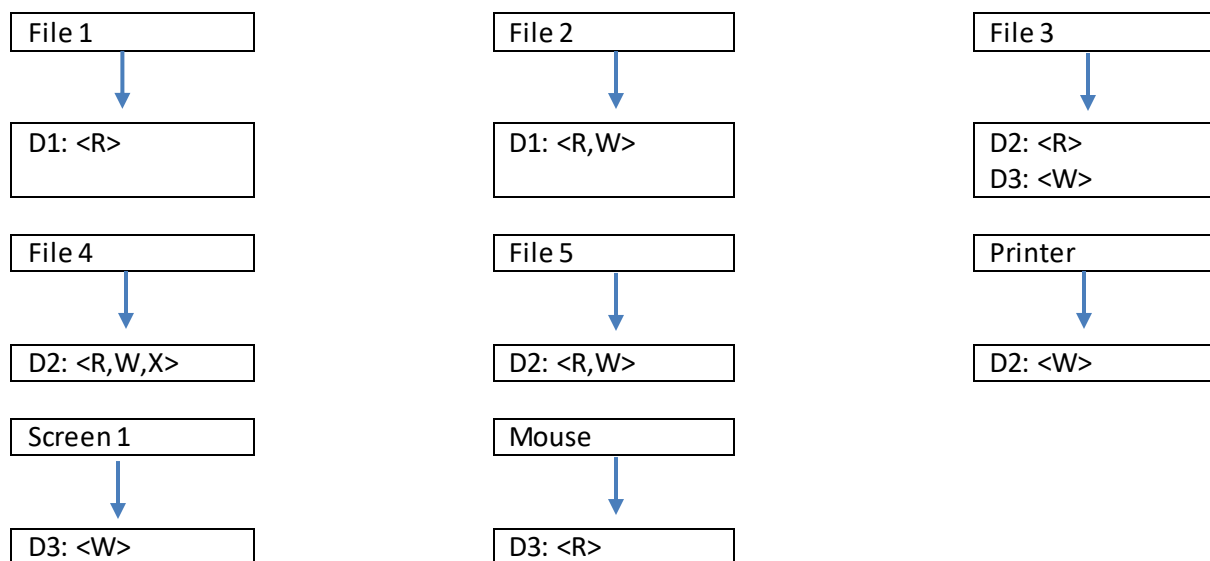 File 1
File 2
File 3
D1: <R>
D1: <R,W>
D2: <R>
D3: <W>
File 4
File 5
Printer
D2: <R,W,X>
D2: <R,W>
D2: <W>
Screen 1
Mouse
D3: <W>
D3: <R>